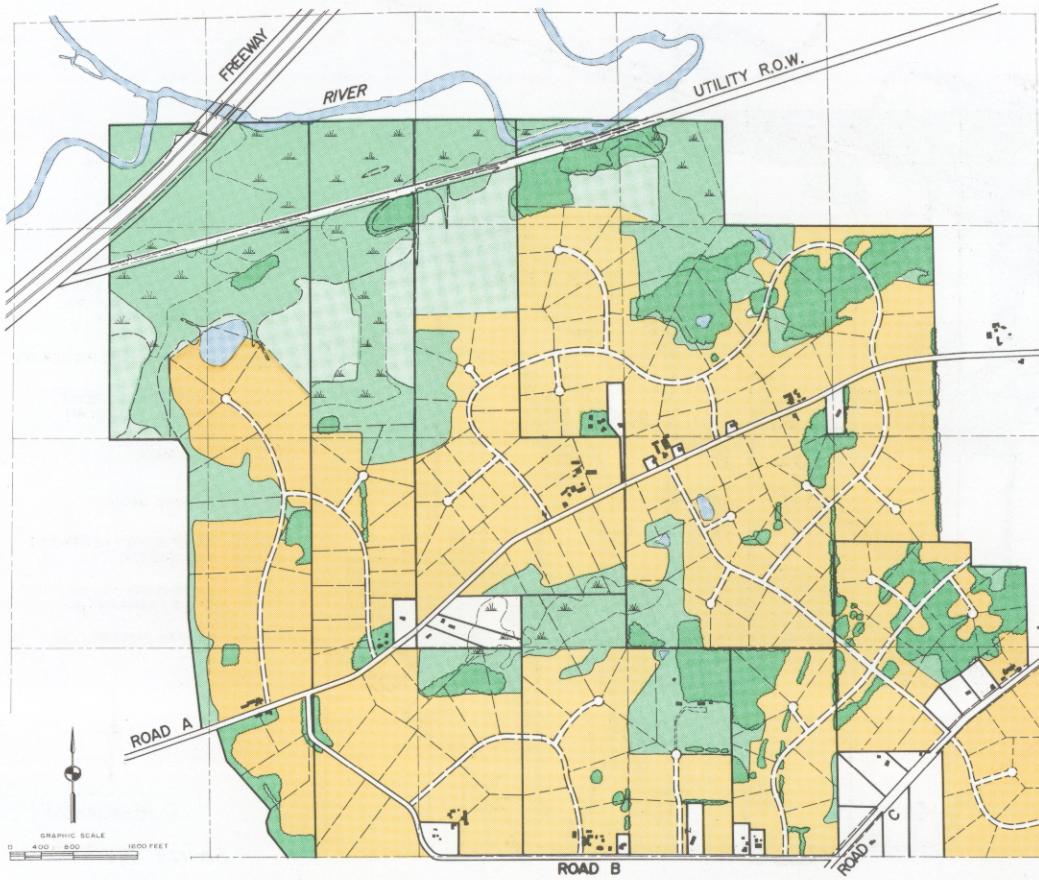 FREEWAY
RIVER
UTILITY R.O.W.
ROAD A
ROAD B
ROAD C
GRAPHIC SCALE
0 400 800 1600 FEET